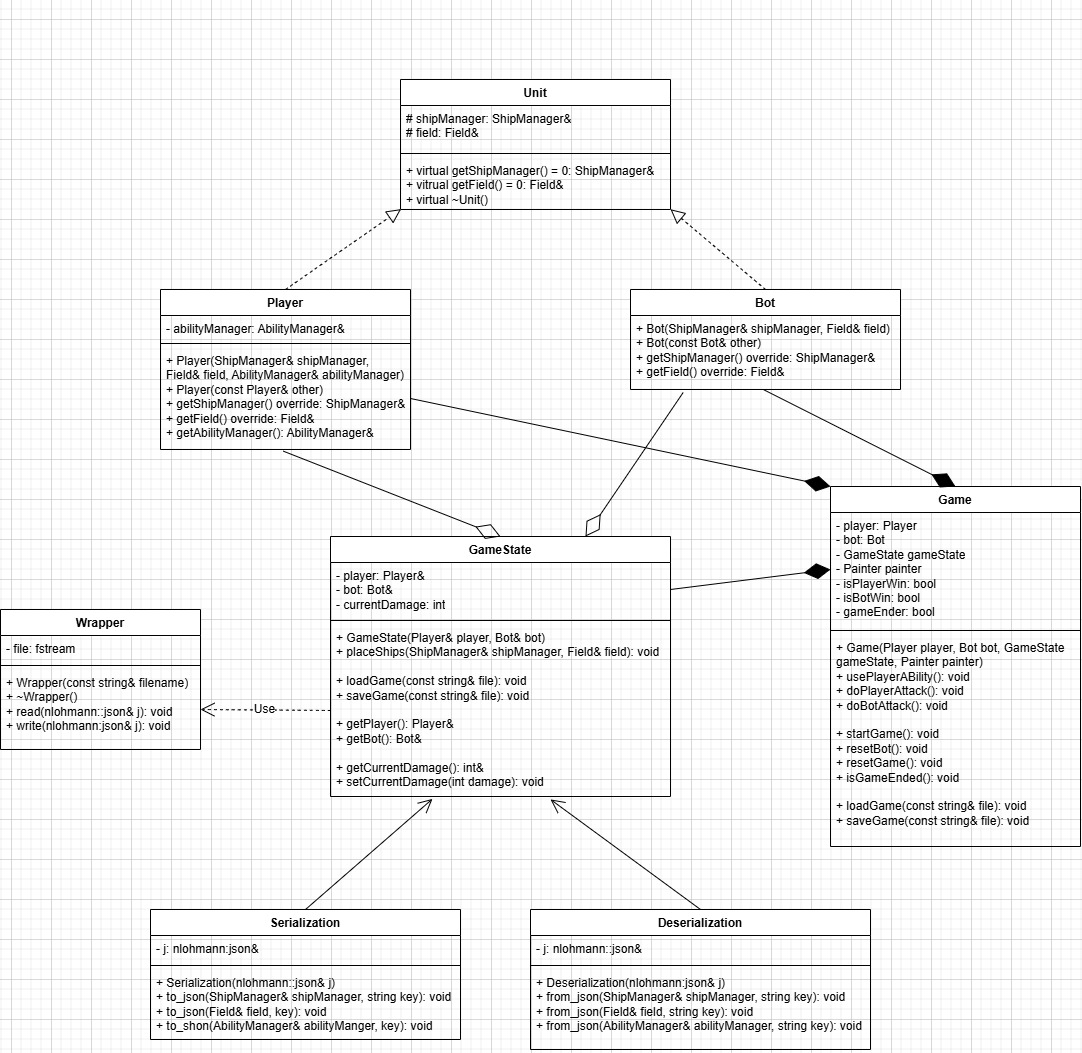 Unit
# shipManager: ShipManager&
# field: Field&
+ virtual getShipManager() = 0: ShipManager&
+ vitrual getField() = 0: Field&
+ virtual ~Unit()
Player
- abilityManager: AbilityManager&
+ Player(ShipManager& shipManager,
Field& field, AbilityManager& abilityManager)
+ Player(const Player& other)
+ getShipManager() override: ShipManager&
+ getField() override: Field&
+ getAbilityManager(): AbilityManager&
Bot
+ Bot(ShipManager& shipManager, Field& field)
+ Bot(const Bot& other)
+ getShipManager() override: ShipManager&
+ getField() override: Field&
Game
- player: Player
- bot: Bot
- GameState gameState
- Painter painter
- isPlayerWin: bool
- isBotWin: bool
- gameEnder: bool
+ Game(Player player, Bot bot, GameState
gameState, Painter painter)
+ usePlayerABility(): void
+ doPlayerAttack(): void
+ doBotAttack(): void
+ startGame(): void
+ resetBot(): void
+ resetGame(): void
+ isGameEnded(): void
+ loadGame(const string& file): void
+ saveGame(const string& file): void
GameState
- player: Player&
- bot: Bot&
- currentDamage: int
+ GameState(Player& player, Bot& bot)
+ placeShips(ShipManager& shipManager, Field& field): void
+ loadGame(const string& file): void
+ saveGame(const string& file): void
+ getPlayer(): Player&
+ getBot(): Bot&
+ getCurrentDamage(): int&
+ setCurrentDamage(int damage): void
Wrapper
- file: fstream
+ Wrapper(const string& filename)
+ ~Wrapper()
+ read(nlohmann::json& j): void
+ write(nlohmann:json& j): void
Use
Serialization
- j: nlohmann:json&
+ Serialization(nlohmann::json& j)
+ to_json(ShipManager& shipManager, string key): void
+ to_json(Field& field, key): void
+ to_shon(AbilityManager& abilityManger, key): void
Deserialization
- j: nlohmann::json&
+ Deserialization(nlohmann:json& j)
+ from_json(ShipManager& shipManager, string key): void
+ from_json(Field& field, string key): void
+ from_json(AbilityManager& abilityManager, string key): void